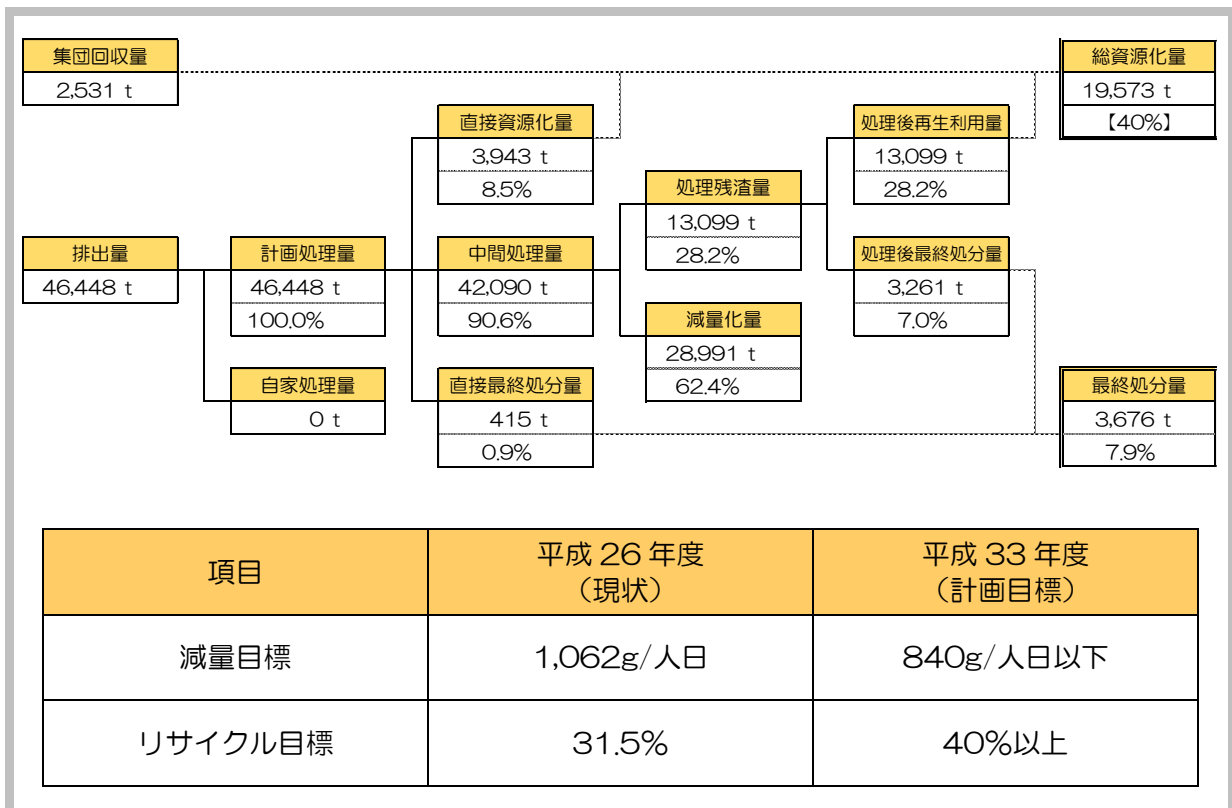 集団回収量
2,531 t
総資源化量
19,573 t
【40%】
直接資源化量
3,943 t
8.5%
処理後再生利用量
13,099 t
28.2%
処理残渣量
13,099 t
28.2%
排出量
46,448 t
計画処理量
46,448 t
100.0%
中間処理量
42,090 t
90.6%
処理後最終処分量
3,261 t
7.0%
減量化量
28,991 t
62.4%
自家処理量
0 t
直接最終処分量
415 t
0.9%
最終処分量
3,676 t
7.9%
項目
平成 26 年度
（現状）
平成 33 年度
（計画目標）
減量目標
1,062g/人日
840g/人日以下
リサイクル目標
31.5%
40%以上